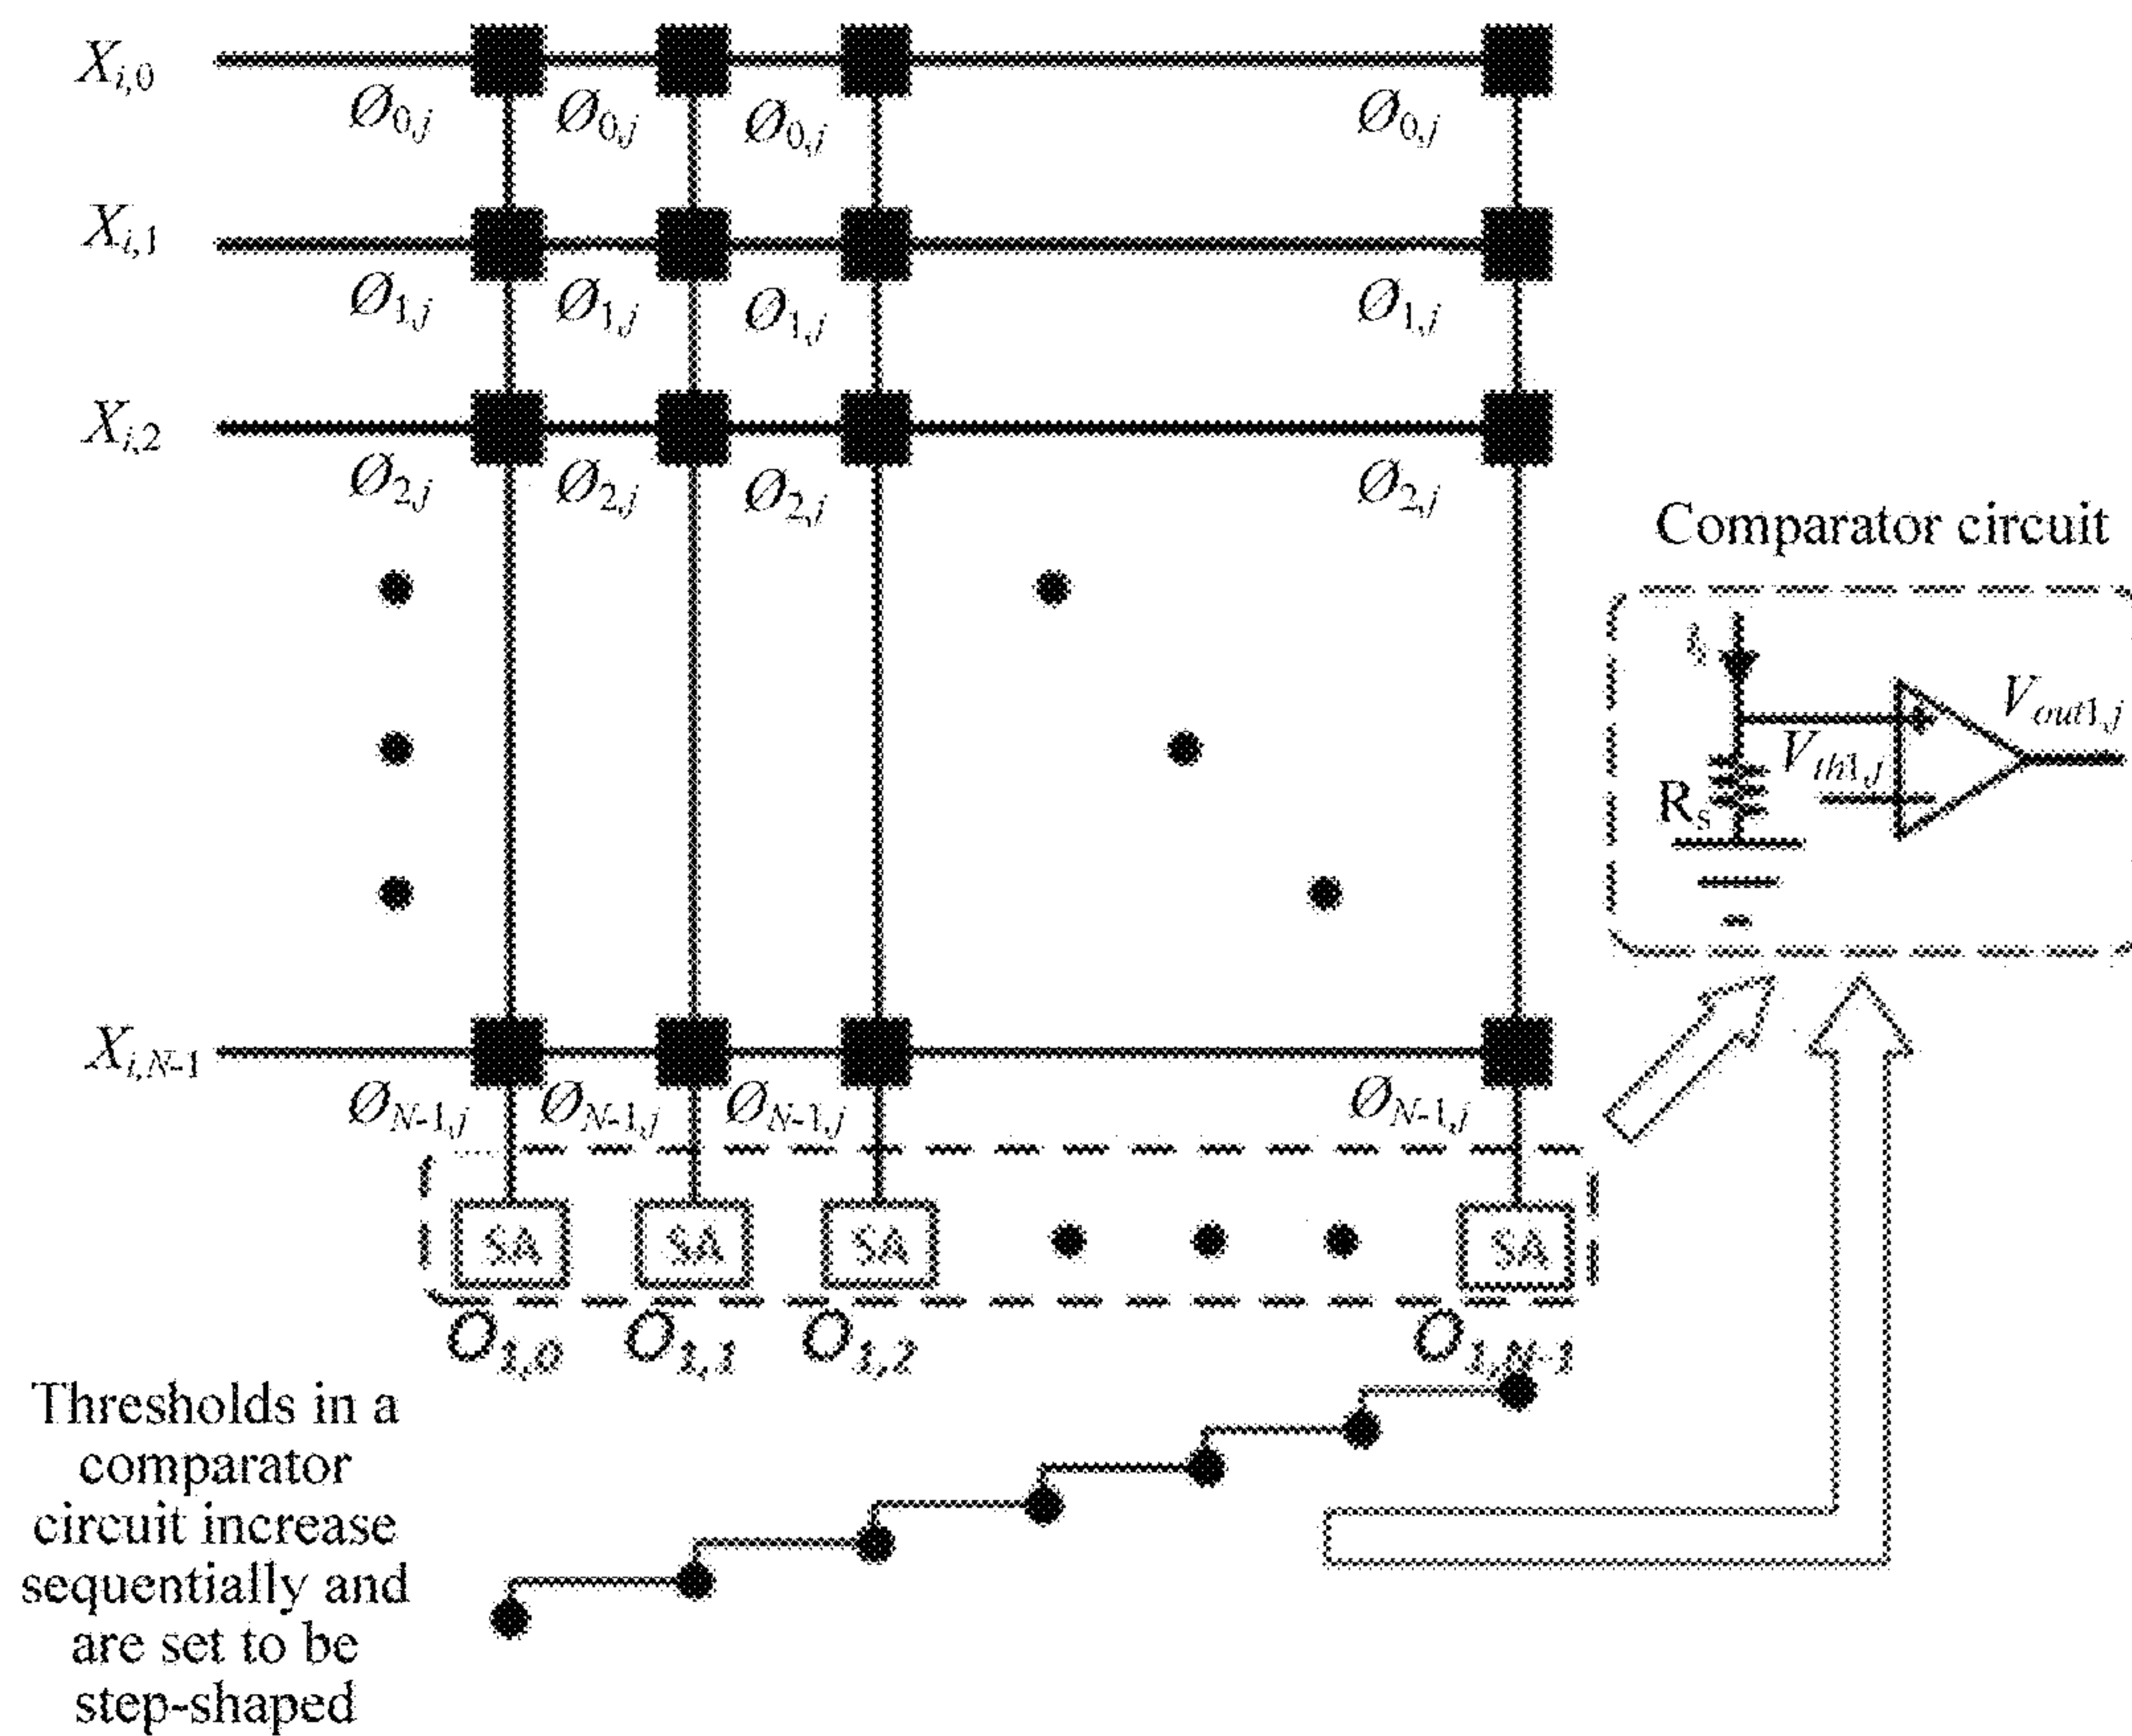 X_{i,0}
Ø_{0,j} Ø_{0,j} Ø_{0,j} Ø_{0,j}
X_{i,1}
Ø_{1,j} Ø_{1,j} Ø_{1,j} Ø_{1,j}
X_{i,2}
Ø_{2,j} Ø_{2,j} Ø_{2,j} Ø_{2,j}
Comparator circuit
V_{out1,j}
V_{th1,j}
R_s
X_{i,N-1}
Ø_{N-1,j} Ø_{N-1,j} Ø_{N-1,j} Ø_{N-1,j}
SA SA SA SA
O_{1,0} O_{1,1} O_{1,2} O_{1,N-1}
Thresholds in a
comparator
circuit increase
sequentially and
are set to be
step-shaped